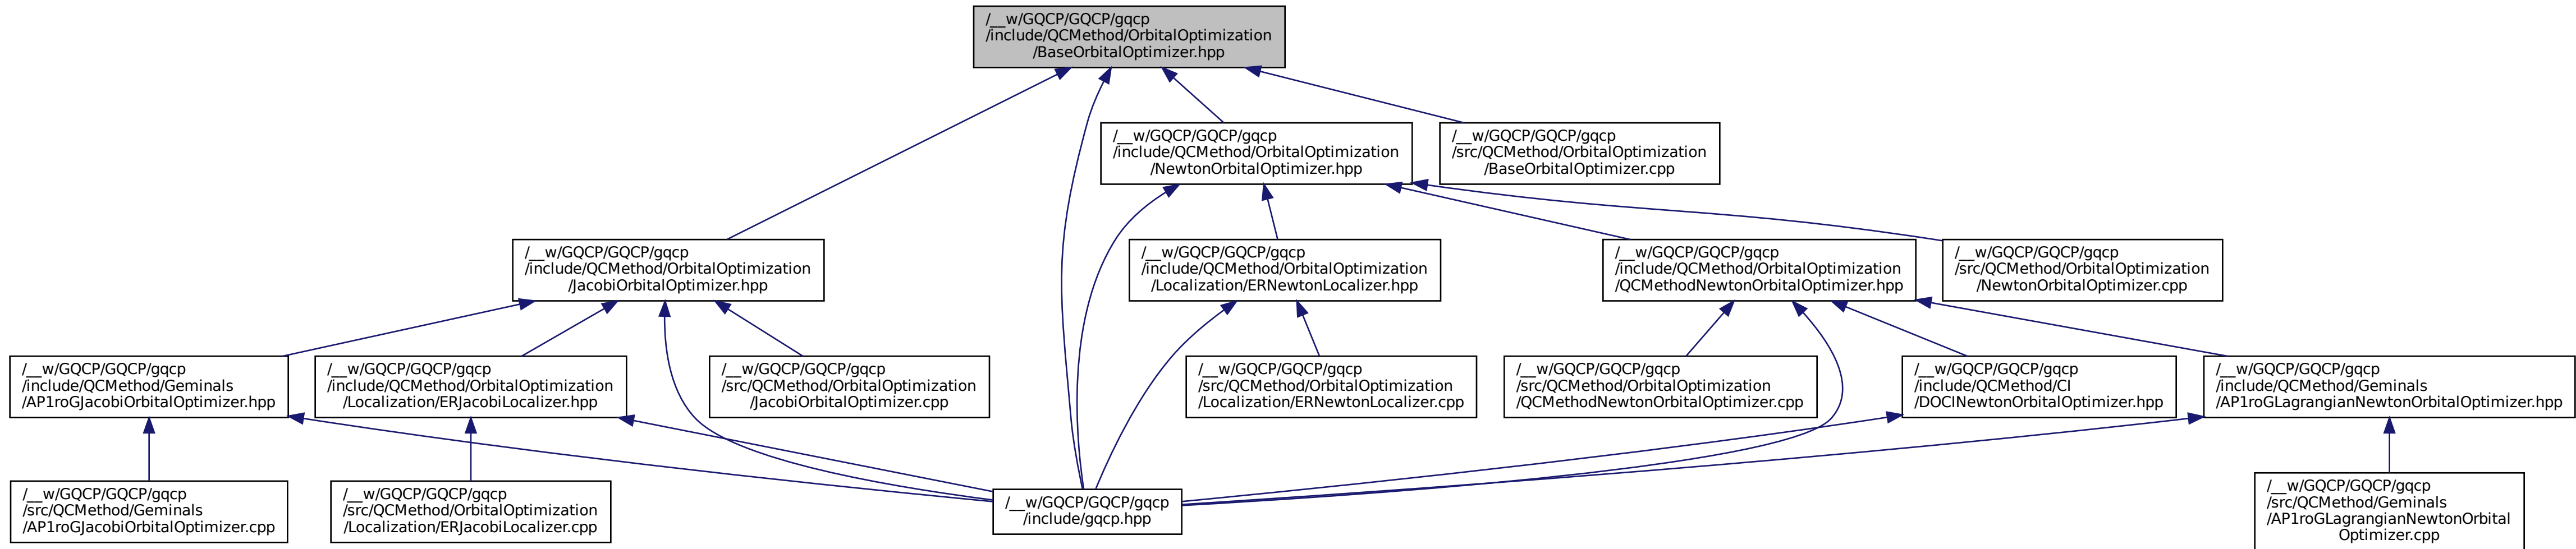 /__w/GQCP/GQCP/gqcp
/include/QCMethod/OrbitalOptimization
/BaseOrbitalOptimizer.hpp
/__w/GQCP/GQCP/gqcp
/include/QCMethod/OrbitalOptimization
/NewtonOrbitalOptimizer.hpp
/__w/GQCP/GQCP/gqcp
/src/QCMethod/OrbitalOptimization
/BaseOrbitalOptimizer.cpp
/__w/GQCP/GQCP/gqcp
/include/QCMethod/OrbitalOptimization
/JacobiOrbitalOptimizer.hpp
/__w/GQCP/GQCP/gqcp
/include/QCMethod/OrbitalOptimization
/Localization/ERNewtonLocalizer.hpp
/__w/GQCP/GQCP/gqcp
/include/QCMethod/OrbitalOptimization
/QCMethodNewtonOrbitalOptimizer.hpp
/__w/GQCP/GQCP/gqcp
/src/QCMethod/OrbitalOptimization
/NewtonOrbitalOptimizer.cpp
/__w/GQCP/GQCP/gqcp
/include/QCMethod/Geminals
/AP1roGJacobiOrbitalOptimizer.hpp
/__w/GQCP/GQCP/gqcp
/include/QCMethod/OrbitalOptimization
/Localization/ERJacobiLocalizer.hpp
/__w/GQCP/GQCP/gqcp
/src/QCMethod/OrbitalOptimization
/JacobiOrbitalOptimizer.cpp
/__w/GQCP/GQCP/gqcp
/src/QCMethod/OrbitalOptimization
/Localization/ERNewtonLocalizer.cpp
/__w/GQCP/GQCP/gqcp
/src/QCMethod/OrbitalOptimization
/QCMethodNewtonOrbitalOptimizer.cpp
/__w/GQCP/GQCP/gqcp
/include/QCMethod/CI
/DOCINewtonOrbitalOptimizer.hpp
/__w/GQCP/GQCP/gqcp
/include/QCMethod/Geminals
/AP1roGLagrangianNewtonOrbitalOptimizer.hpp
/__w/GQCP/GQCP/gqcp
/src/QCMethod/Geminals
/AP1roGJacobiOrbitalOptimizer.cpp
/__w/GQCP/GQCP/gqcp
/src/QCMethod/OrbitalOptimization
/Localization/ERJacobiLocalizer.cpp
/__w/GQCP/GQCP/gqcp
/include/gqcp.hpp
/__w/GQCP/GQCP/gqcp
/src/QCMethod/Geminals
/AP1roGLagrangianNewtonOrbital
Optimizer.cpp